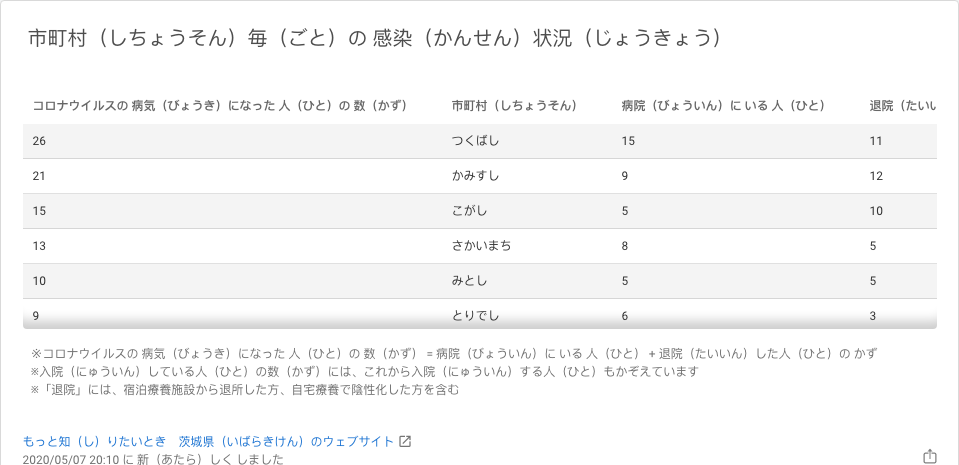 市町村（しちょうそん）毎（ごと）の 感染（かんせん）状況（じょうきょう）
コロナウイルスの 病気（びょうき）になった 人（ひと）の 数（かず） 市町村（しちょうそん） 病院（びょういん）に いる 人（ひと） 退院（たいい
26 つくばし 15 11
21 かみすし 9 12
15 こがし 5 10
13 さかいまち 8 5
10 みとし 5 5
9 とりでし 6 3
※コロナウイルスの 病気（びょうき）になった 人（ひと）の 数（かず） = 病院（びょういん）に いる 人（ひと） + 退院（たいいん）した人（ひと）の かず
※入院（にゅういん）している人（ひと）の数（かず）には、これから入院（にゅういん）する人（ひと）もかぞえています
※「退院」には、宿泊療養施設から退所した方、自宅療養で陰性化した方を含む
もっと知（し）りたいとき　茨城県（いばらきけん）のウェブサイト
2020/05/07 20:10 に 新（あたら）しく しました